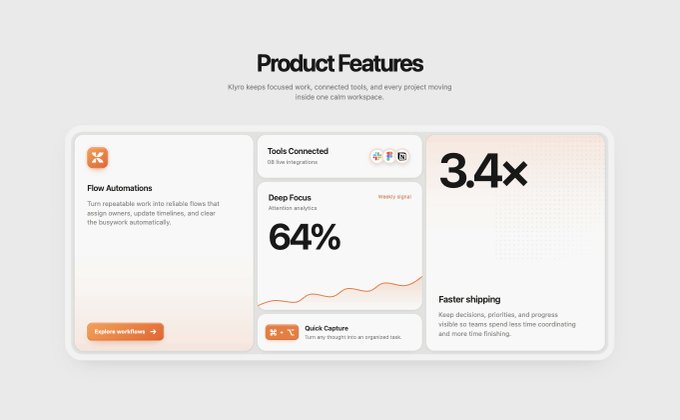 Product Features
Klyro keeps focused work, connected tools, and every project moving
inside one calm workspace.
Flow Automations
Turn repeatable work into reliable flows that
assign owners, update timelines, and clear
the busywork automatically.
Explore workflows →
Tools Connected
08 live integrations
Deep Focus
Weekly signal
Attention analytics
64%
⌘ + ⌥
Quick Capture
Turn any thought into an organized task.
3.4×
Faster shipping
Keep decisions, priorities, and progress
visible so teams spend less time coordinating
and more time finishing.